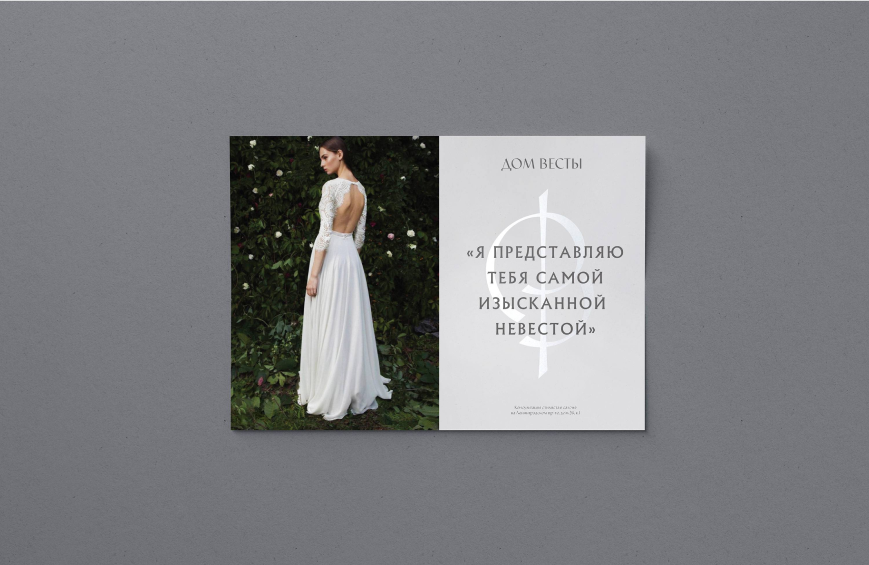 ДОМ ВЕСТЫ
«Я ПРЕДСТАВЛЯЮ
ТЕБЯ САМОЙ
ИЗЫСКАННОЙ
НЕВЕСТОЙ»